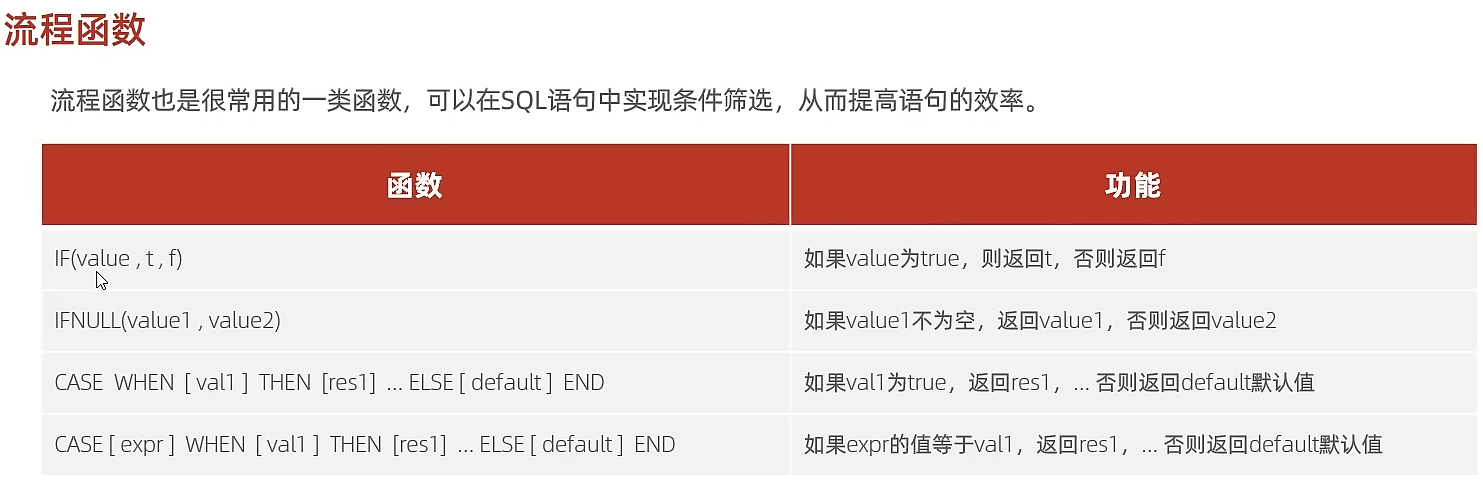 流程函数
流程函数也是很常用的一类函数，可以在SQL语句中实现条件筛选，从而提高语句的效率。
函数 功能
IF(value , t , f) 如果value为true，则返回t，否则返回f
IFNULL(value1 , value2) 如果value1不为空，返回value1，否则返回value2
CASE WHEN [ val1 ] THEN [res1] ... ELSE [ default ] END 如果val1为true，返回res1，... 否则返回default默认值
CASE [ expr ] WHEN [ val1 ] THEN [res1] ... ELSE [ default ] END 如果expr的值等于val1，返回res1，... 否则返回default默认值